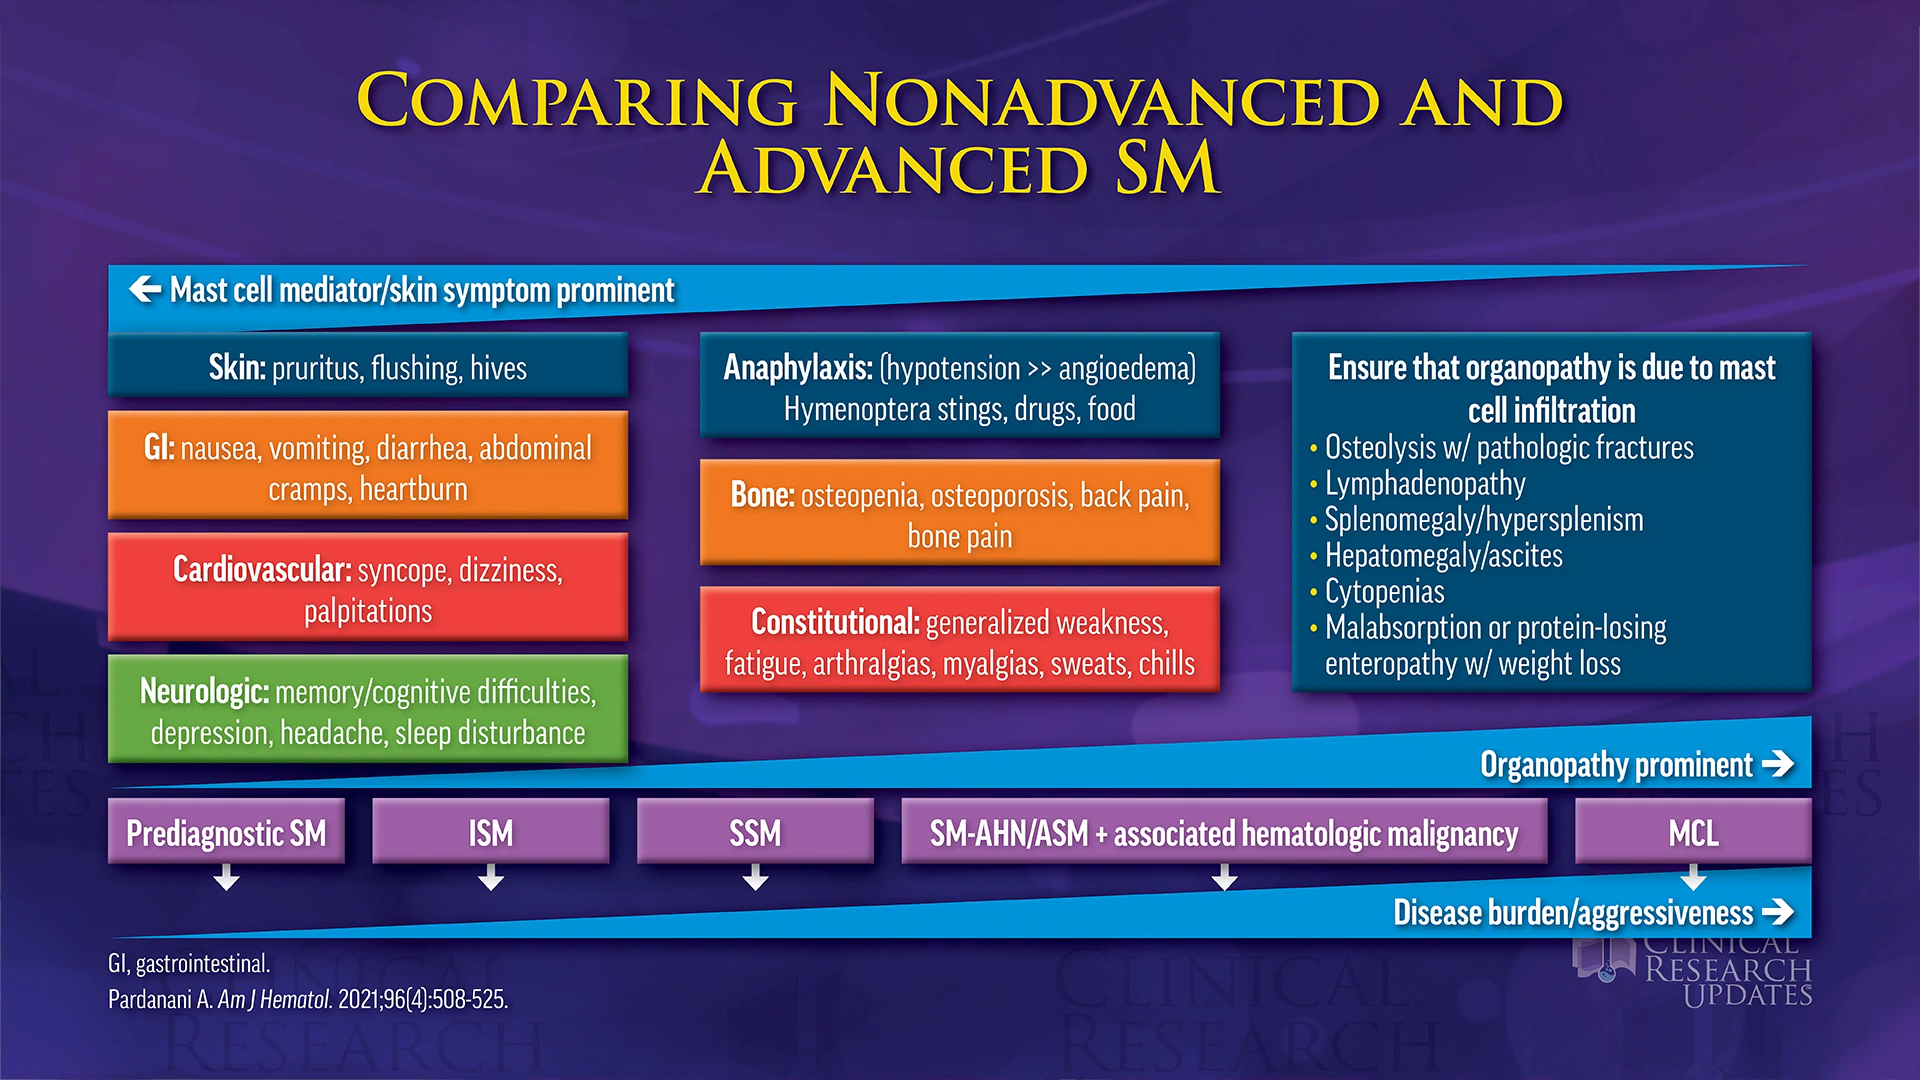 COMPARING NONADVANCED AND
ADVANCED SM
← Mast cell mediator/skin symptom prominent
Skin: pruritus, flushing, hives
GI: nausea, vomiting, diarrhea, abdominal
cramps, heartburn
Cardiovascular: syncope, dizziness,
palpitations
Neurologic: memory/cognitive difficulties,
depression, headache, sleep disturbance
Anaphylaxis: (hypotension >> angioedema)
Hymenoptera stings, drugs, food
Bone: osteopenia, osteoporosis, back pain,
bone pain
Constitutional: generalized weakness,
fatigue, arthralgias, myalgias, sweats, chills
Ensure that organopathy is due to mast
cell infiltration
• Osteolysis w/ pathologic fractures
• Lymphadenopathy
• Splenomegaly/hypersplenism
• Hepatomegaly/ascites
• Cytopenias
• Malabsorption or protein-losing
enteropathy w/ weight loss
Organopathy prominent →
Prediagnostic SM
ISM
SSM
SM-AHN/ASM + associated hematologic malignancy
MCL
Disease burden/aggressiveness →
GI, gastrointestinal.
Pardanani A. Am J Hematol. 2021;96(4):508-525.
CLINICAL
RESEARCH
UPDATES